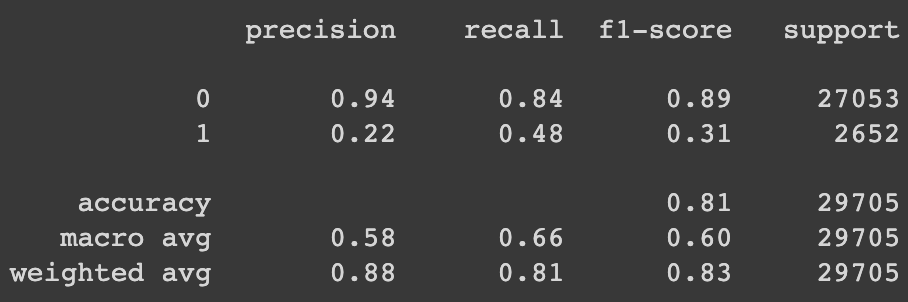 precision recall f1-score support
0 0.94 0.84 0.89 27053
1 0.22 0.48 0.31 2652
accuracy 0.81 29705
macro avg 0.58 0.66 0.60 29705
weighted avg 0.88 0.81 0.83 29705